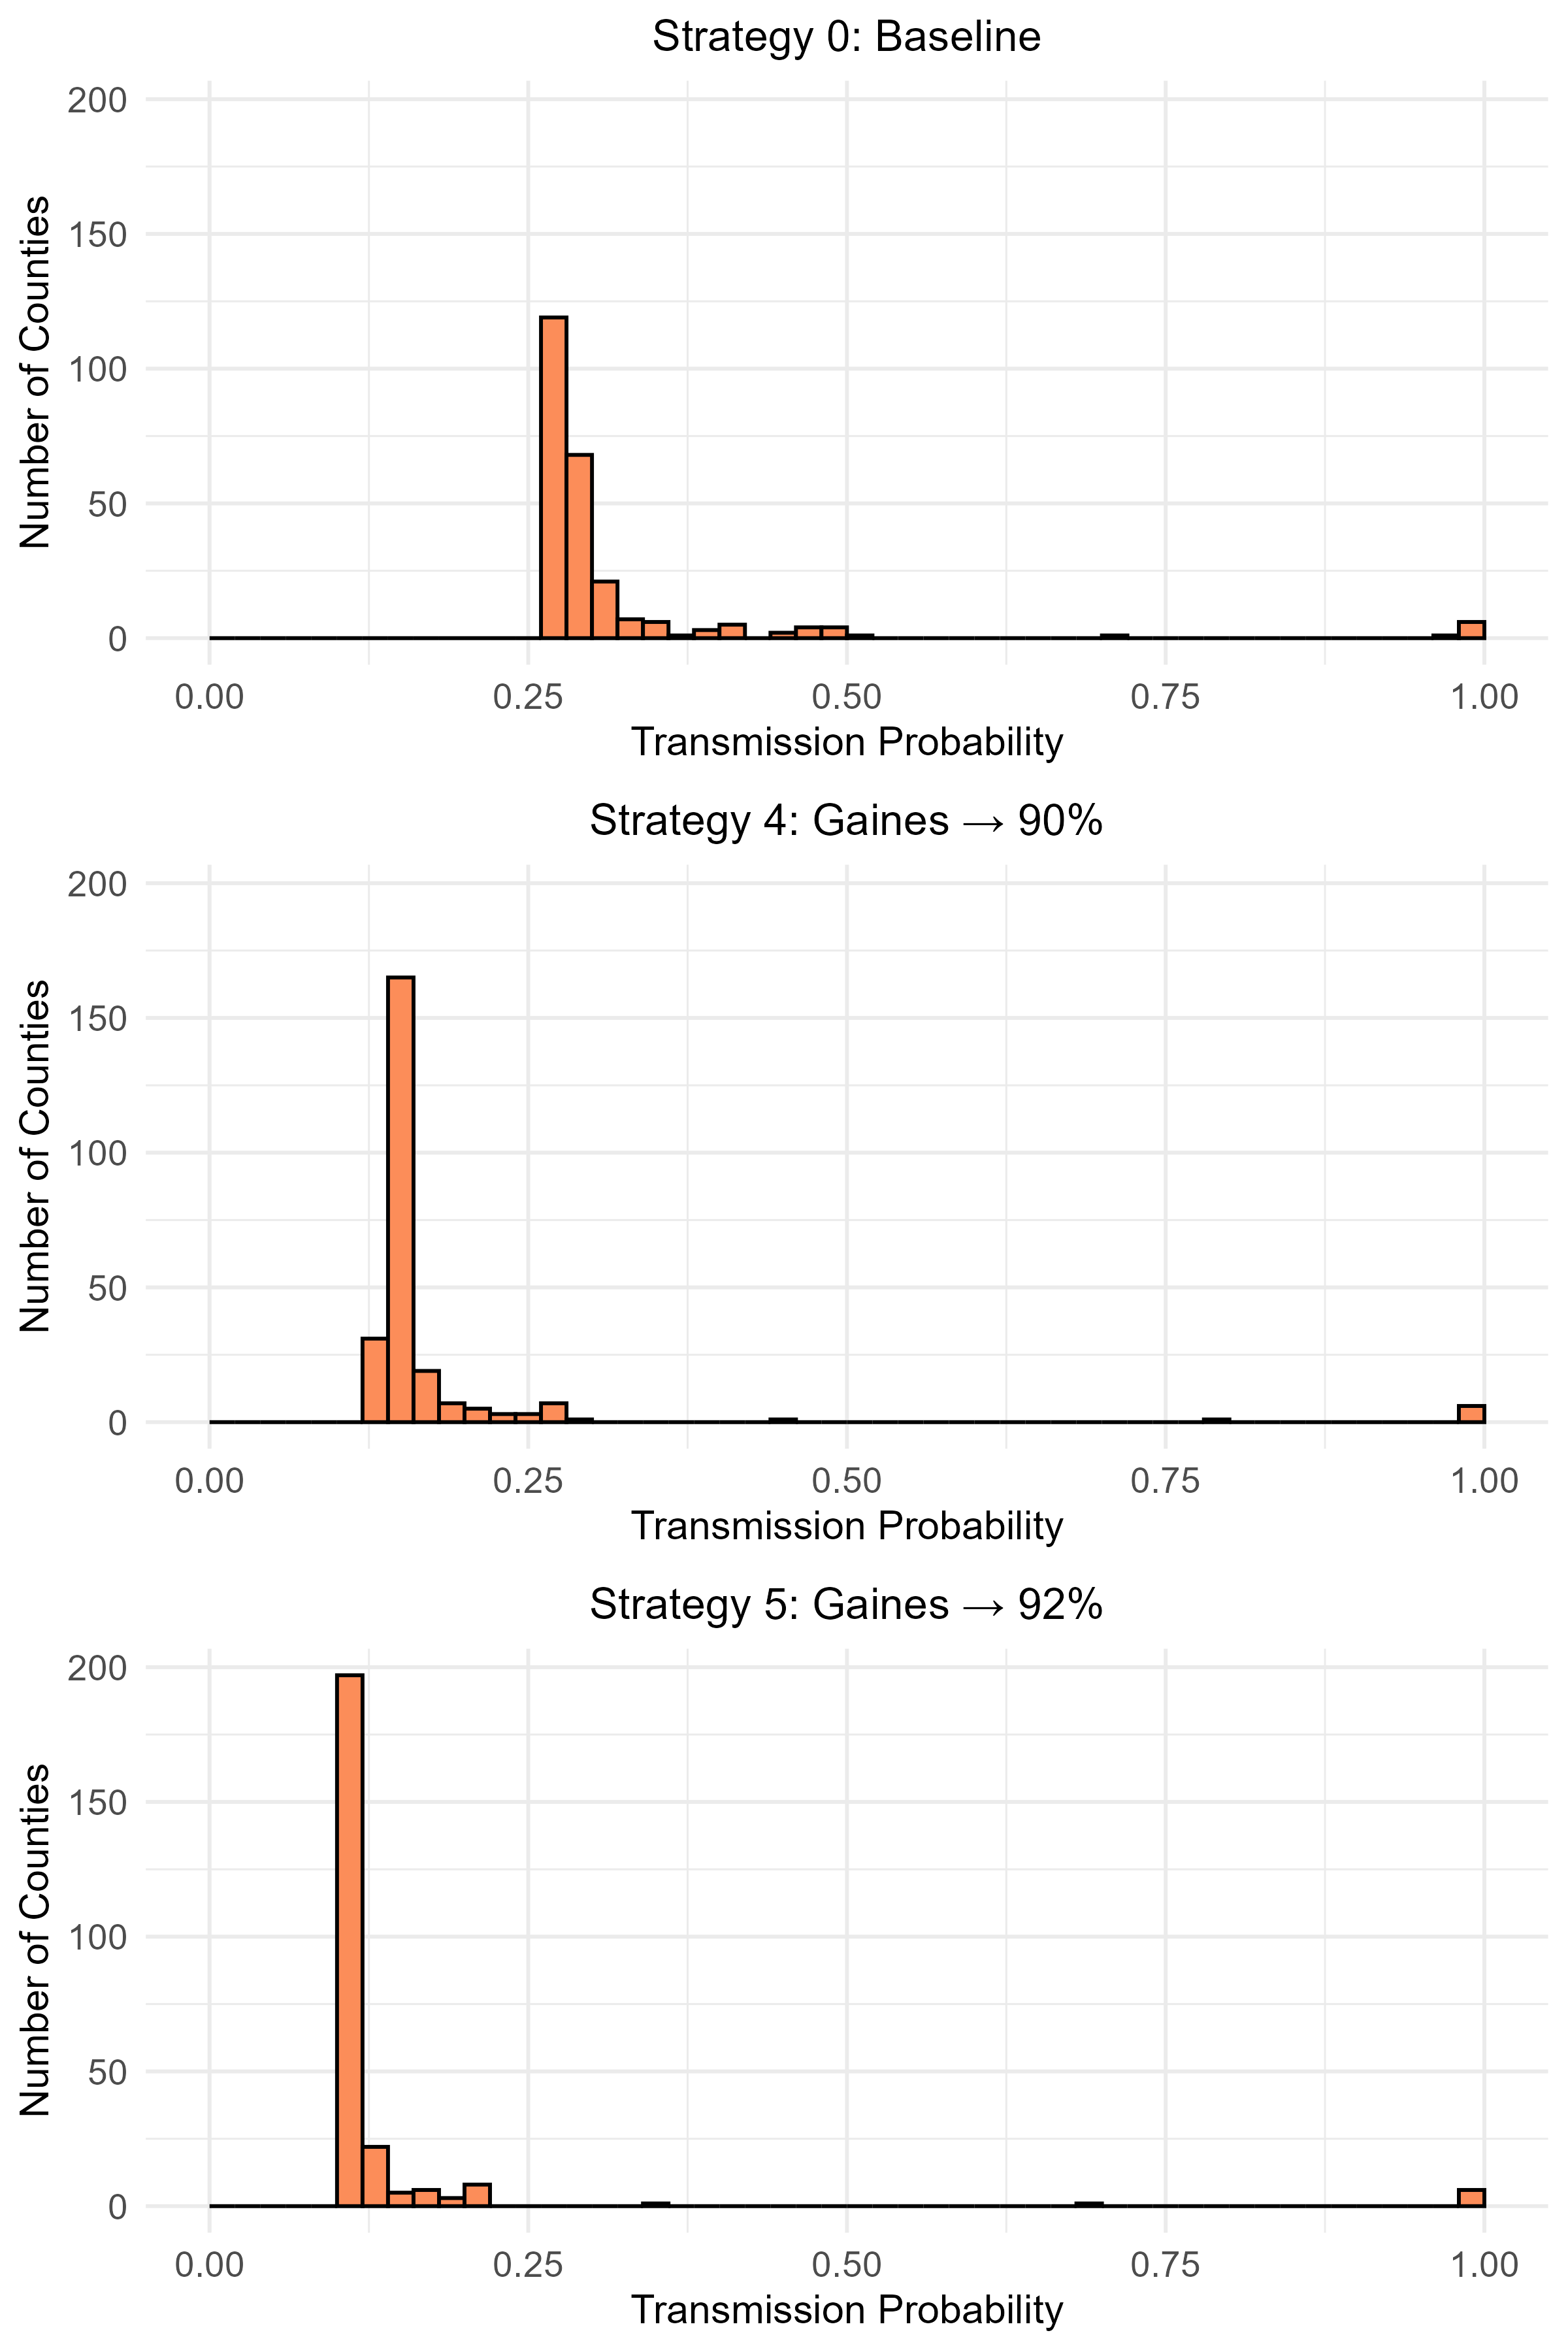 Strategy 0: Baseline
Number of Counties
200
150
100
50
0
0.00 0.25 0.50 0.75 1.00
Transmission Probability
Strategy 4: Gaines → 90%
Number of Counties
200
150
100
50
0
0.00 0.25 0.50 0.75 1.00
Transmission Probability
Strategy 5: Gaines → 92%
Number of Counties
200
150
100
50
0
0.00 0.25 0.50 0.75 1.00
Transmission Probability